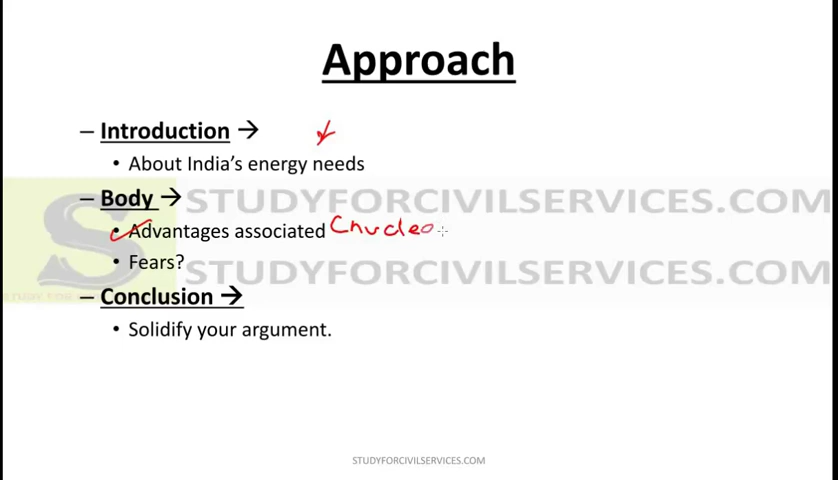 Approach
– Introduction →
• About India's energy needs
STUDYFORCIVILSERVICES.COM
– Body →
• Advantages associated (nucleo
• Fears?
STUDYFORCIVILSERVICES.COM
– Conclusion →
• Solidify your argument.
STUDYFORCIVILSERVICES.COM